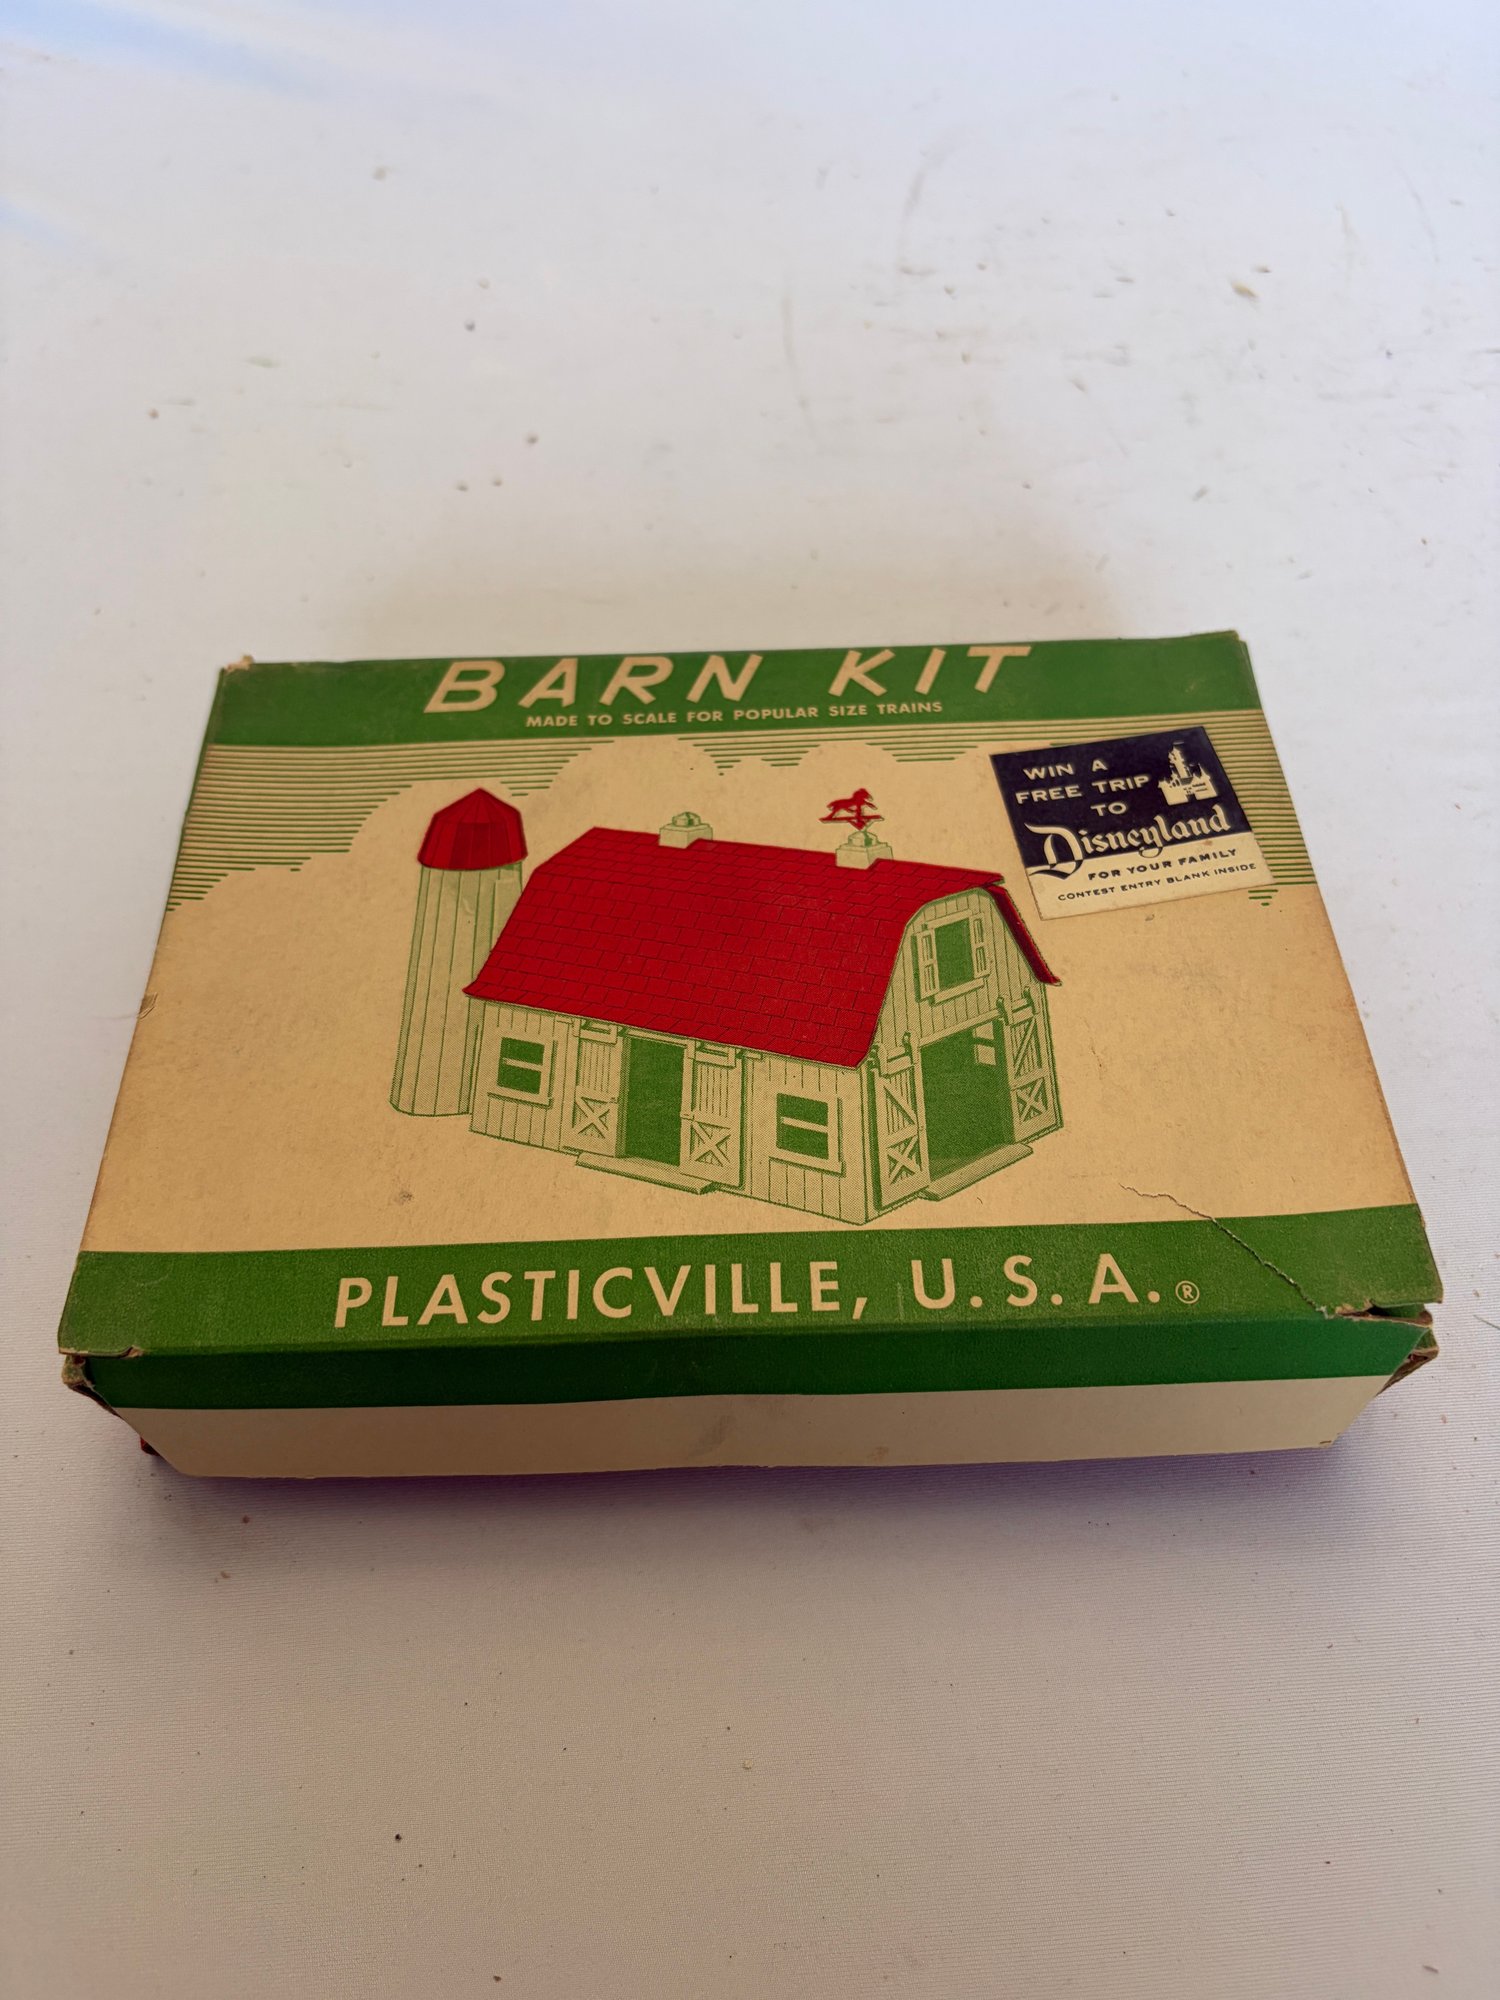 BARN KIT
MADE TO SCALE FOR POPULAR SIZE TRAINS
WIN A
FREE TRIP
TO
Disneyland
FOR YOUR FAMILY
CONTEST ENTRY BLANK INSIDE
PLASTICVILLE, U.S.A.®